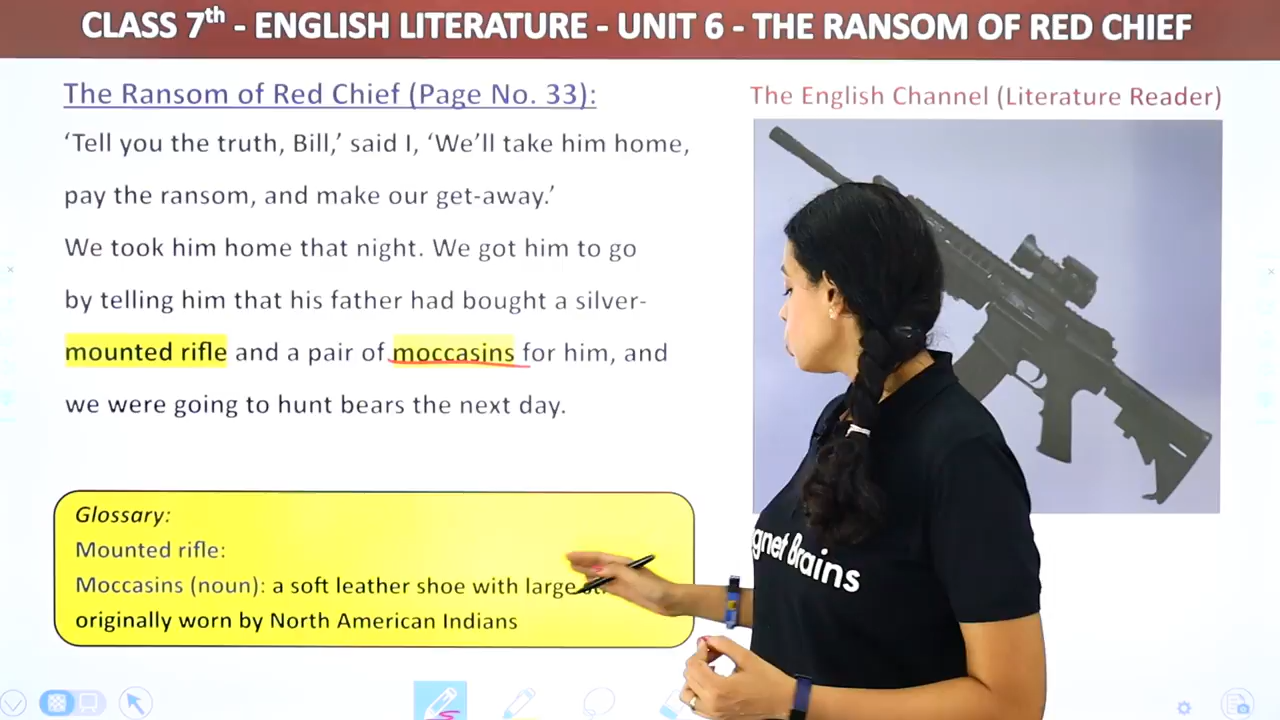 CLASS 7th - ENGLISH LITERATURE - UNIT 6 - THE RANSOM OF RED CHIEF
The Ransom of Red Chief (Page No. 33):
‘Tell you the truth, Bill,’ said I, ‘We’ll take him home,
pay the ransom, and make our get-away.’
We took him home that night. We got him to go
by telling him that his father had bought a silver-
mounted rifle and a pair of moccasins for him, and
we were going to hunt bears the next day.
Glossary:
Mounted rifle:
Moccasins (noun): a soft leather shoe with large
originally worn by North American Indians
The English Channel (Literature Reader)
Brains